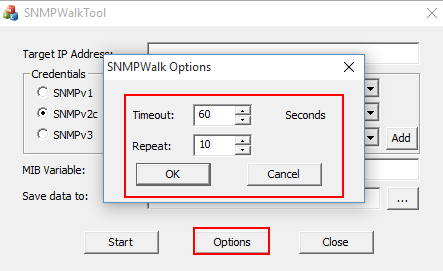 SNMPWalkTool
Target IP Address:
Credentials
SNMPv1
SNMPv2c
SNMPv3
Add
MIB Variable:
Save data to:
...
Start
Options
Close
SNMPWalk Options
Timeout: 60 Seconds
Repeat: 10
OK Cancel